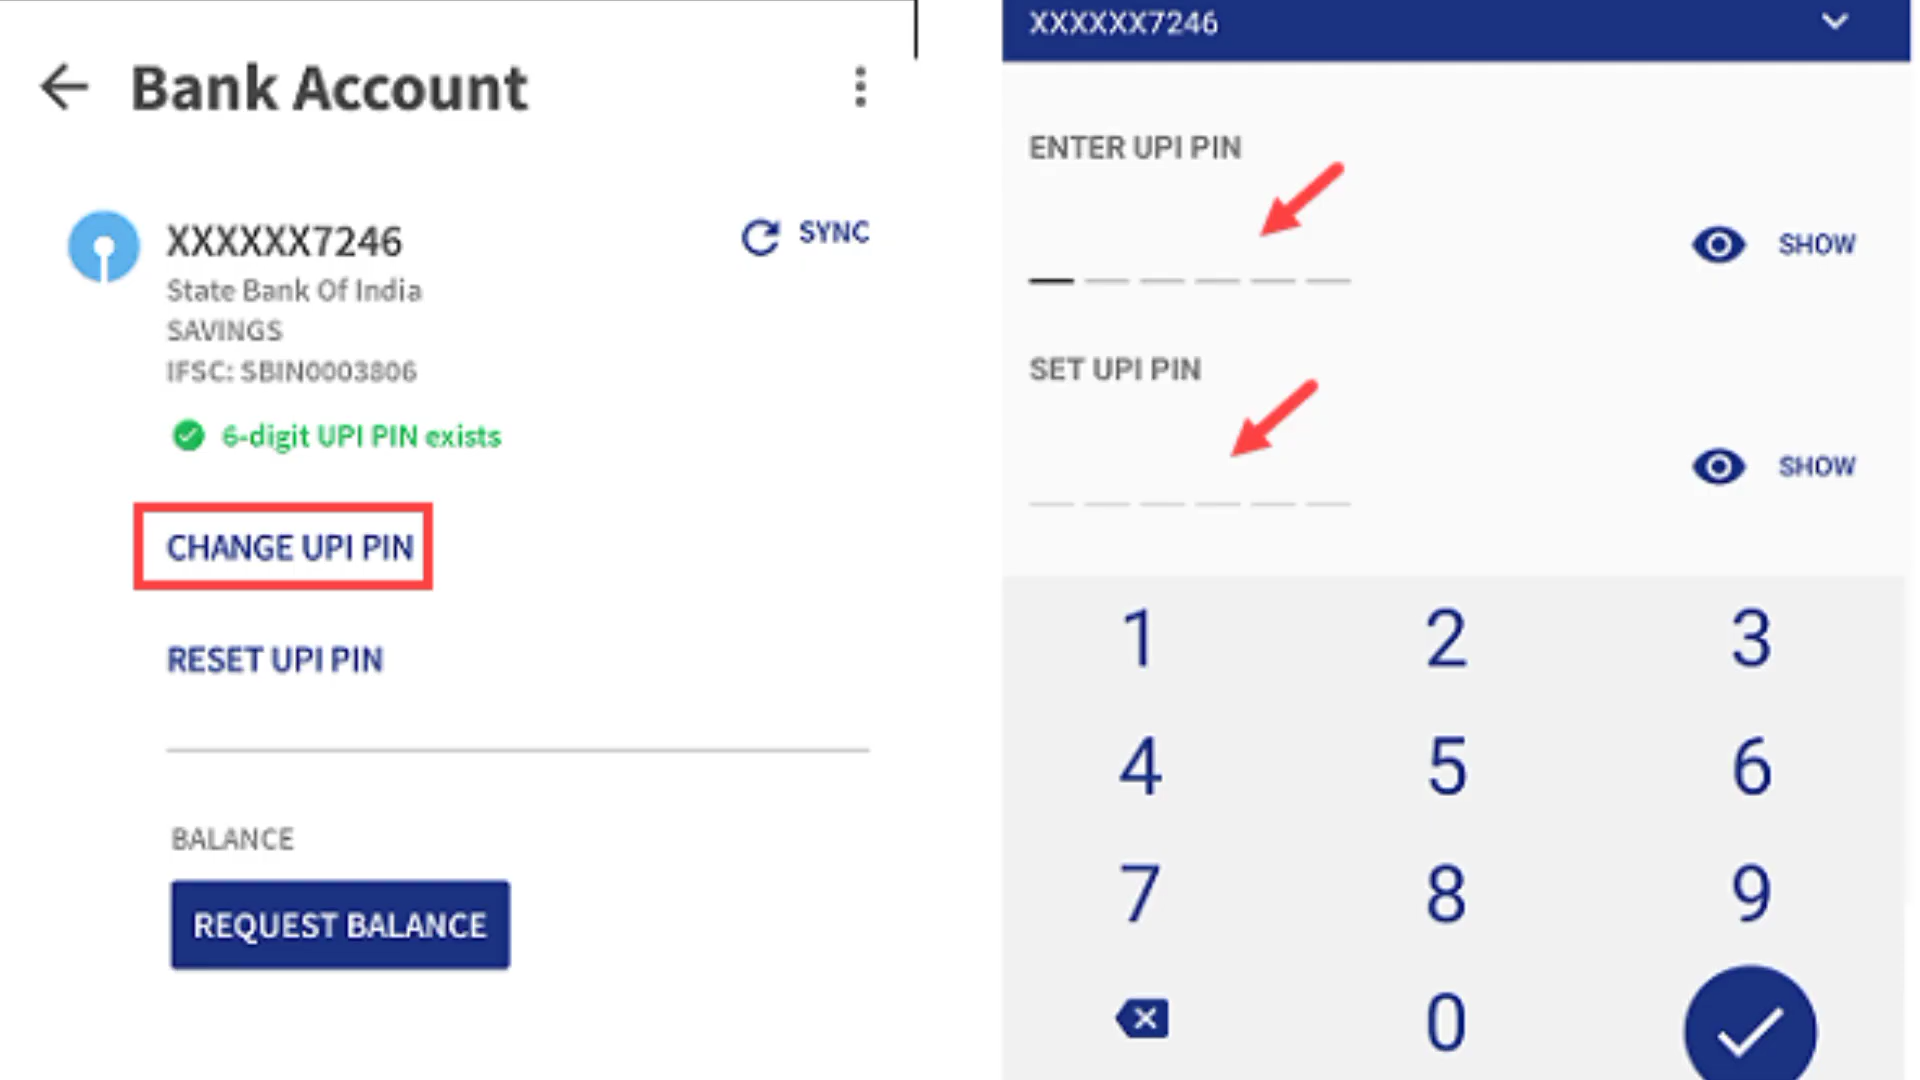 Bank Account
XXXXXX7246
SYNC
State Bank Of India
SAVINGS
IFSC: SBIN0003806
6-digit UPI PIN exists
CHANGE UPI PIN
RESET UPI PIN
BALANCE
REQUEST BALANCE
XXXXXX7246
ENTER UPI PIN
SHOW
SET UPI PIN
SHOW
1 2 3
4 5 6
7 8 9
0